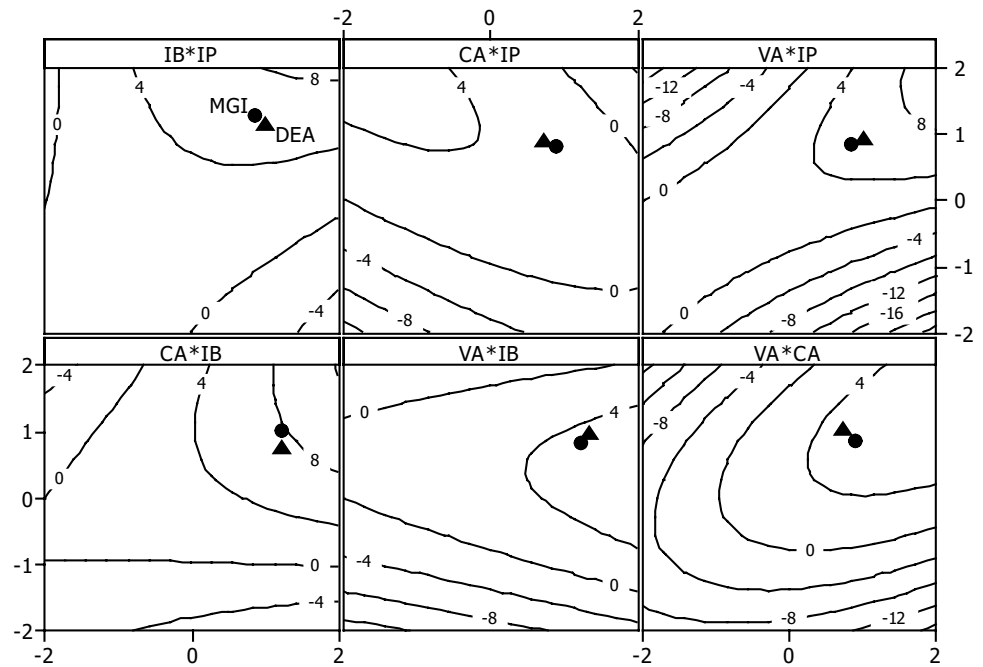 -2 0 2
IB*IP CA*IP VA*IP
8 4 -12 -4 4 2
4
MGI -8
0 0 8 1
DEA
0 0
-4 -4
-1
0 -12
0 -4 -8 0 -8 -16 -2
CA*IB VA*IB VA*CA
2 -4 4 -4 4
0 4 -8
1
8
0 0
-1 0 -4 0
0
-4 -8 -8 -12
-2
0 2 -2 0 2